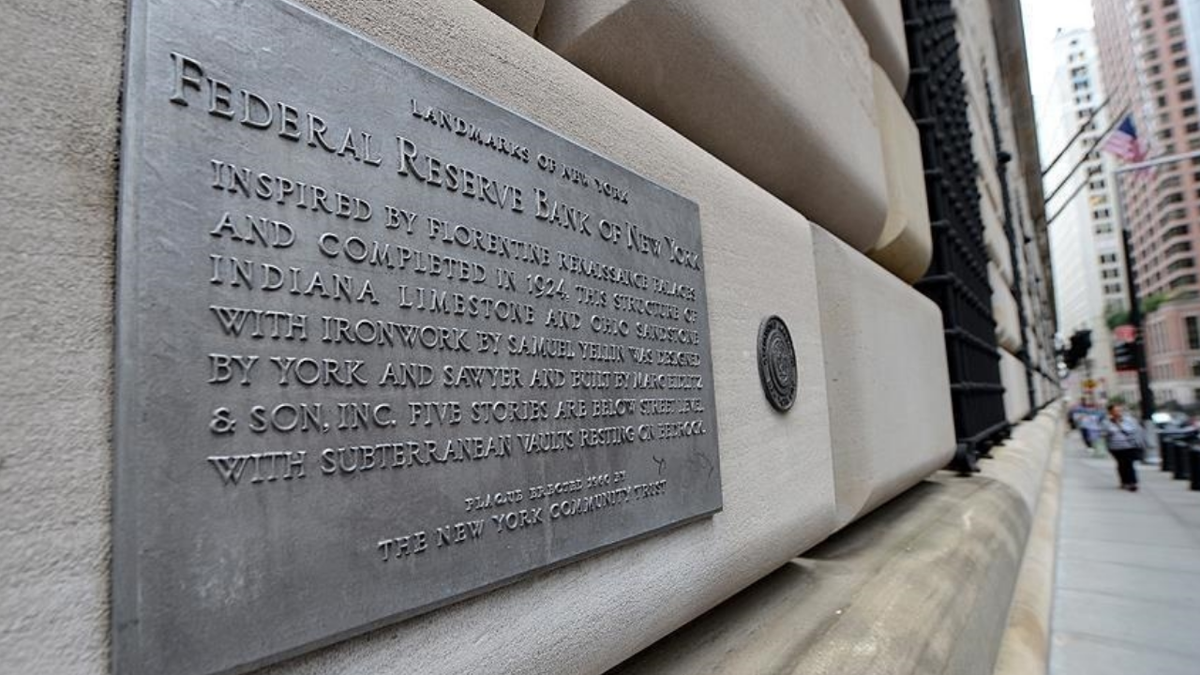 LANDMARKS OF NEW YORK
FEDERAL RESERVE BANK OF NEW YORK
INSPIRED BY FLORENTINE RENAISSANCE PALACES
AND COMPLETED IN 1924, THIS STRUCTURE OF
INDIANA LIMESTONE AND OHIO SANDSTONE
WITH IRONWORK BY SAMUEL YELLIN WAS DESIGNED
BY YORK AND SAWYER AND BUILT BY MARC EIDLITZ
& SON, INC. FIVE STORIES ARE BELOW STREET LEVEL
WITH SUBTERRANEAN VAULTS RESTING ON BEDROCK.
PLAQUE ERECTED BY
THE NEW YORK COMMUNITY TRUST